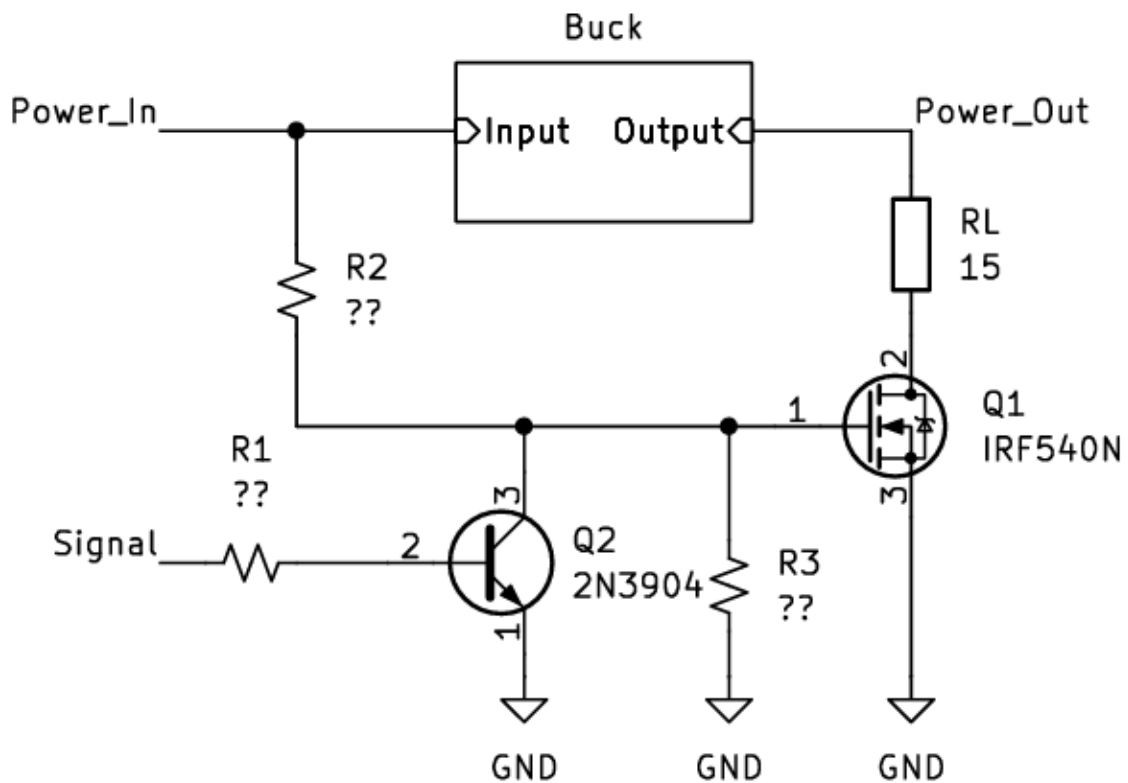 Buck
Power_In
Input
Output
Power_Out
RL
15
R2
??
2
1
Q1
IRF540N
R1
??
3
3
Signal
2
Q2
2N3904
R3
??
1
GND
GND
GND